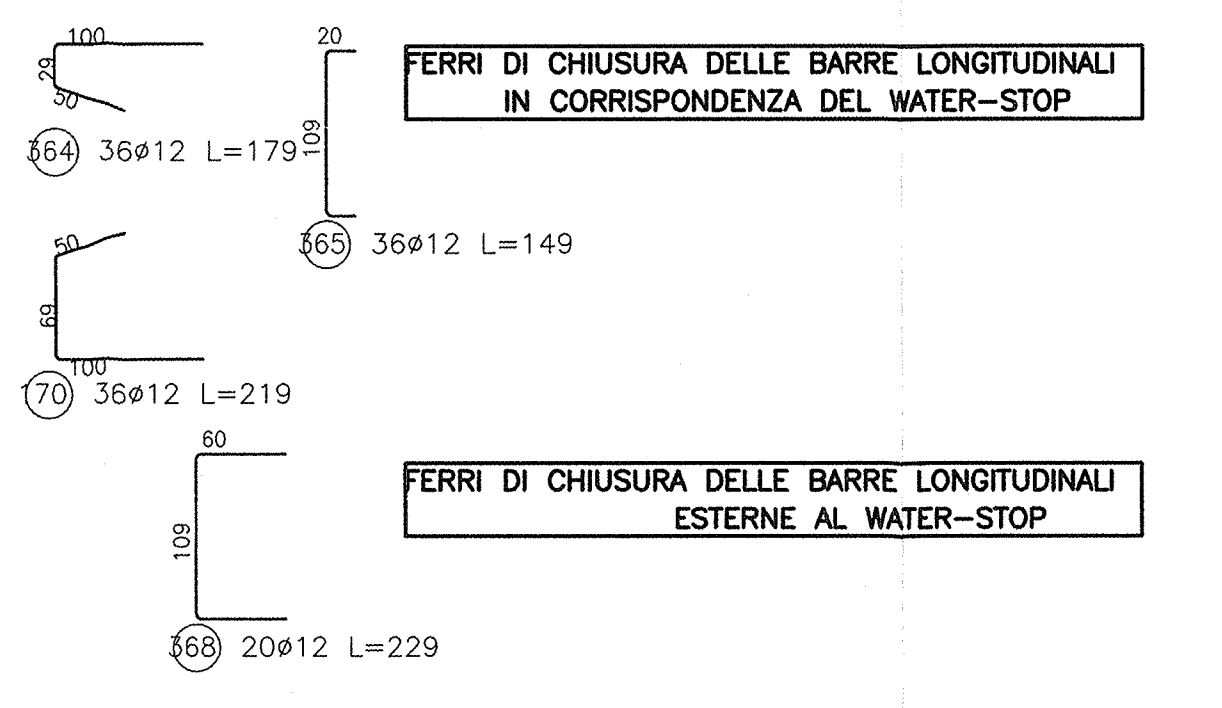 100
29
50
364 36ø12 L=179
20
109
365 36ø12 L=149
FERRI DI CHIUSURA DELLE BARRE LONGITUDINALI
IN CORRISPONDENZA DEL WATER-STOP
50
69
100
170 36ø12 L=219
60
109
368 20ø12 L=229
FERRI DI CHIUSURA DELLE BARRE LONGITUDINALI
ESTERNE AL WATER-STOP